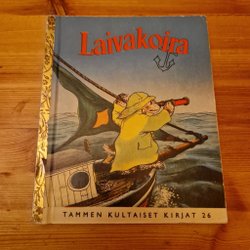 Laivakoira
TAMMEN KULTAISET KIRJAT 26